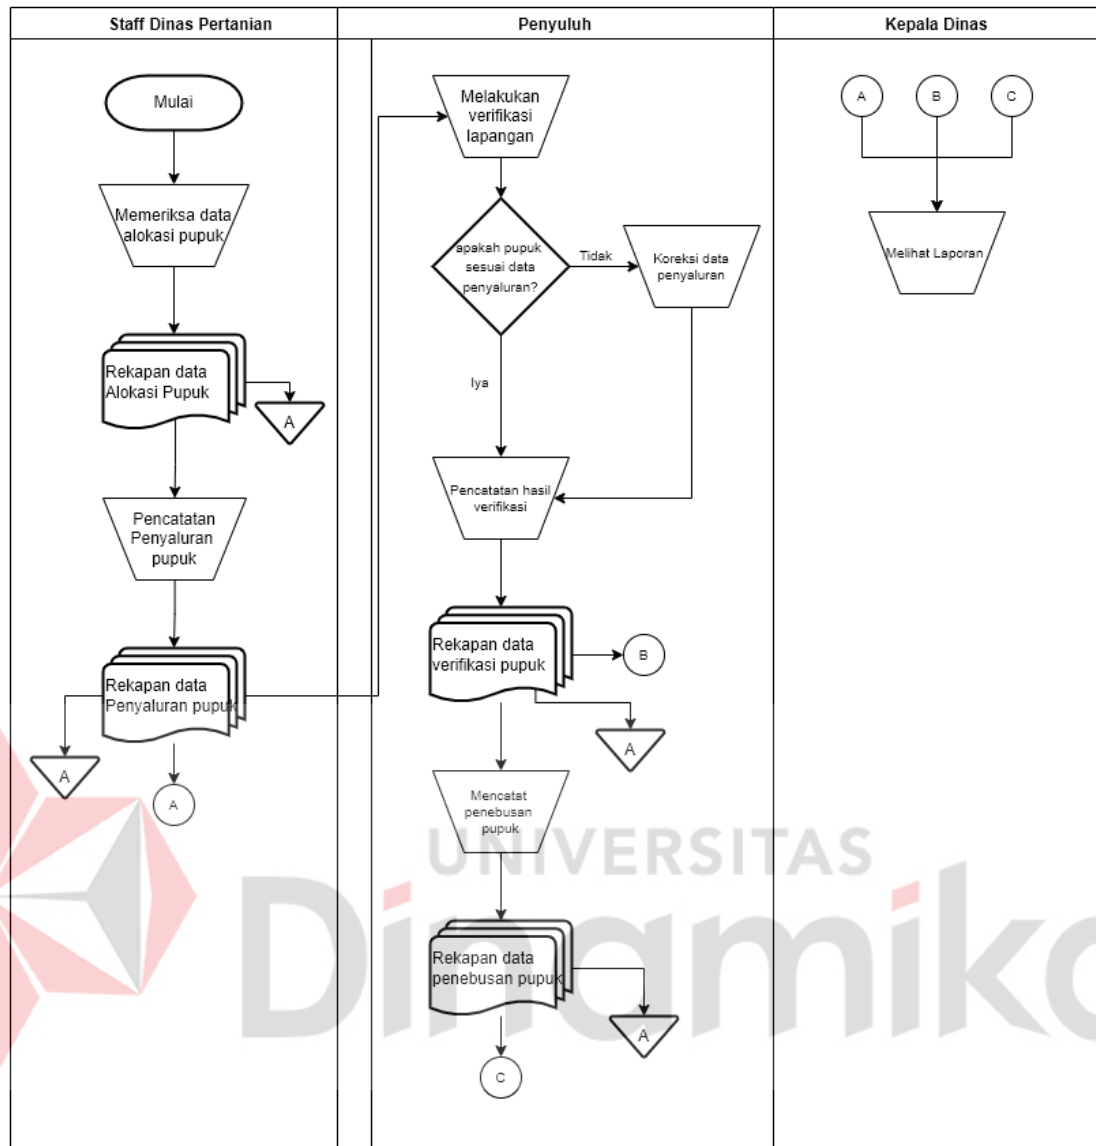 Staff Dinas Pertanian
Penyuluh
Kepala Dinas
Mulai
Memeriksa data
alokasi pupuk
Rekapan data
Alokasi Pupuk
A
Pencatatan
Penyaluran
pupuk
Rekapan data
Penyaluran pupuk
A
A
Melakukan
verifikasi
lapangan
apakah pupuk
sesuai data
penyaluran?
Tidak
Koreksi data
penyaluran
Iya
Pencatatan hasil
verifikasi
Rekapan data
verifikasi pupuk
B
A
Mencatat
penebusan
pupuk
Rekapan data
penebusan pupuk
A
C
A
B
C
Melihat Laporan
UNIVERSITAS
Dinamika